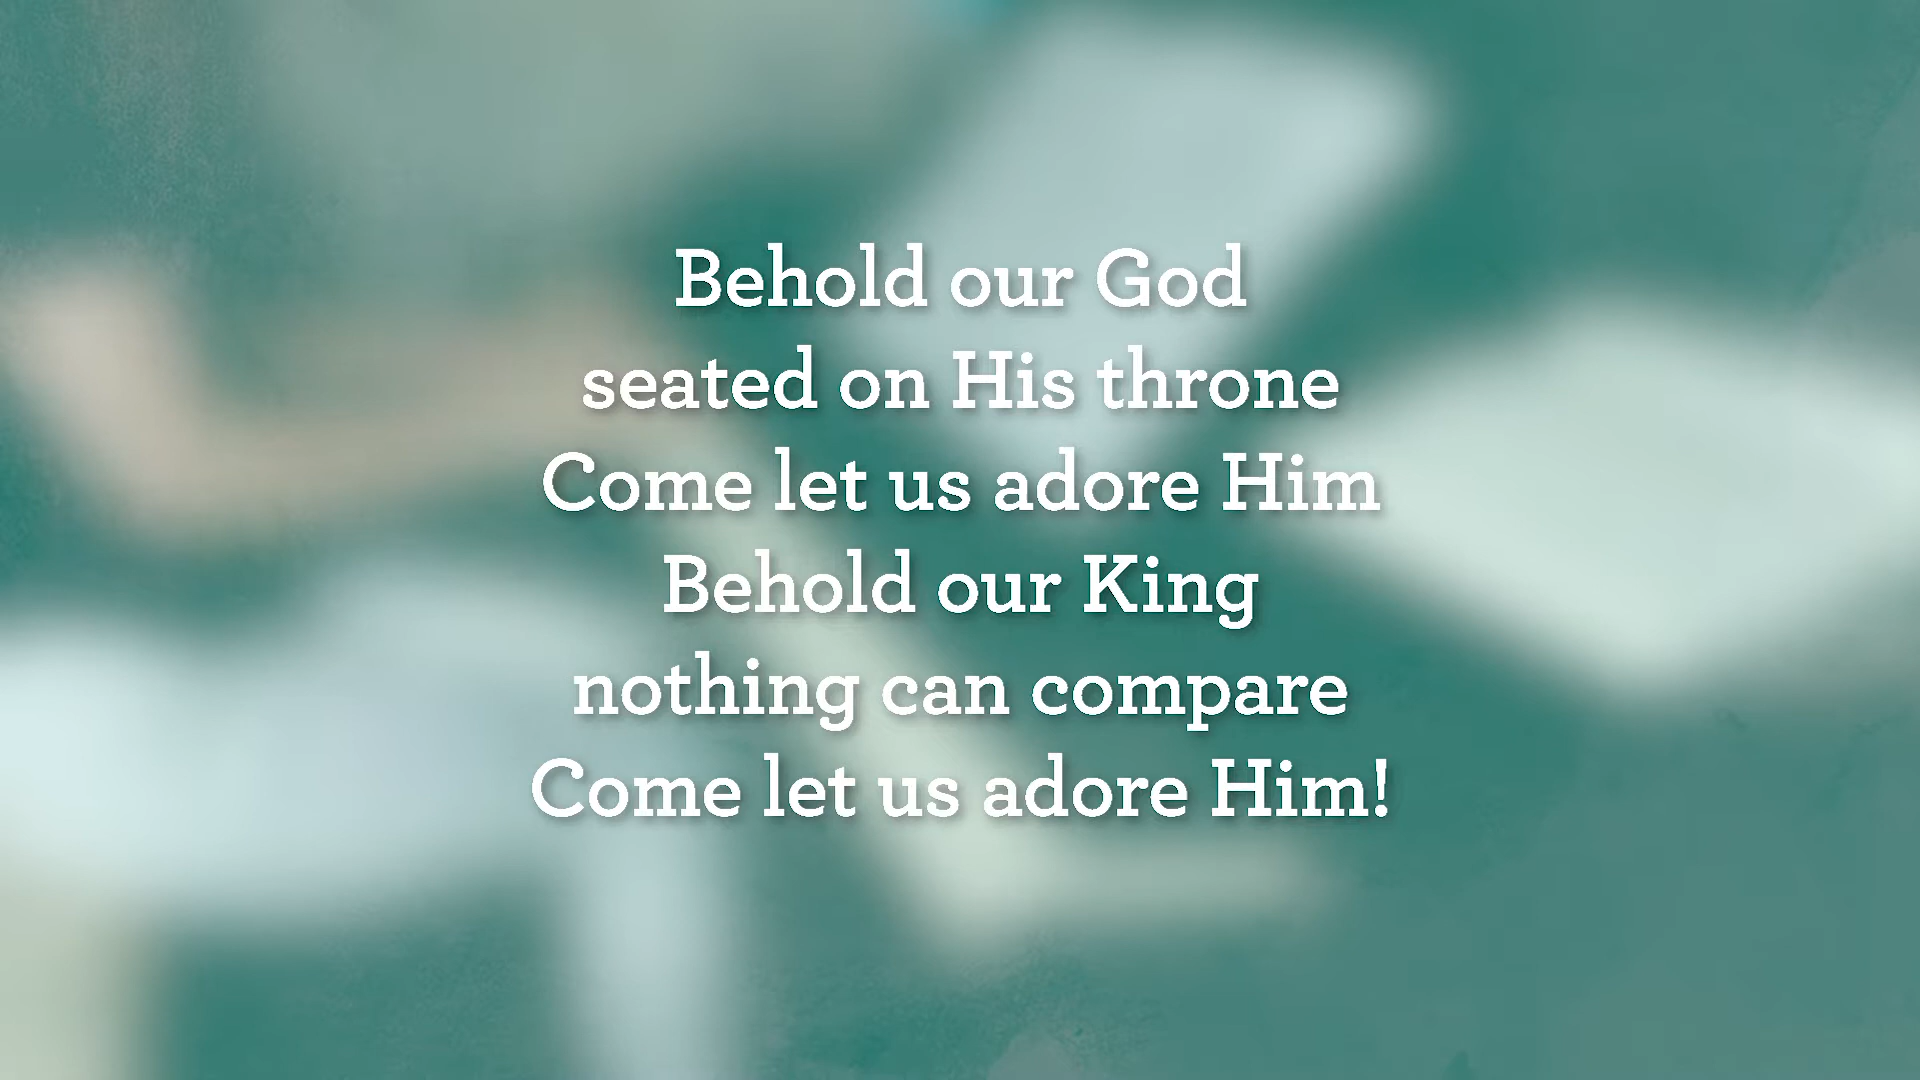 Behold our God
seated on His throne
Come let us adore Him
Behold our King
nothing can compare
Come let us adore Him!